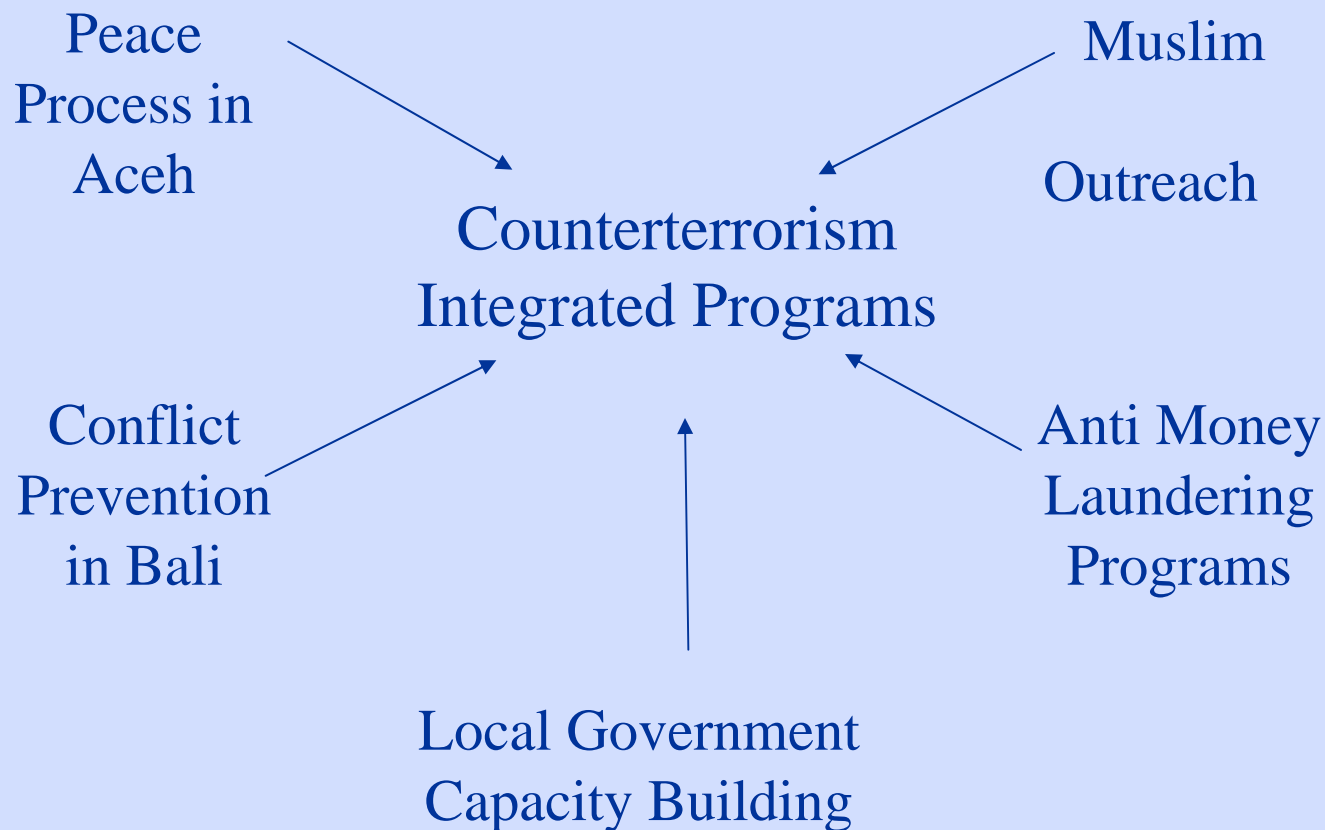 Peace
Process in
Aceh
Muslim
Outreach
Counterterrorism
Integrated Programs
Conflict
Prevention
in Bali
Anti Money
Laundering
Programs
Local Government
Capacity Building